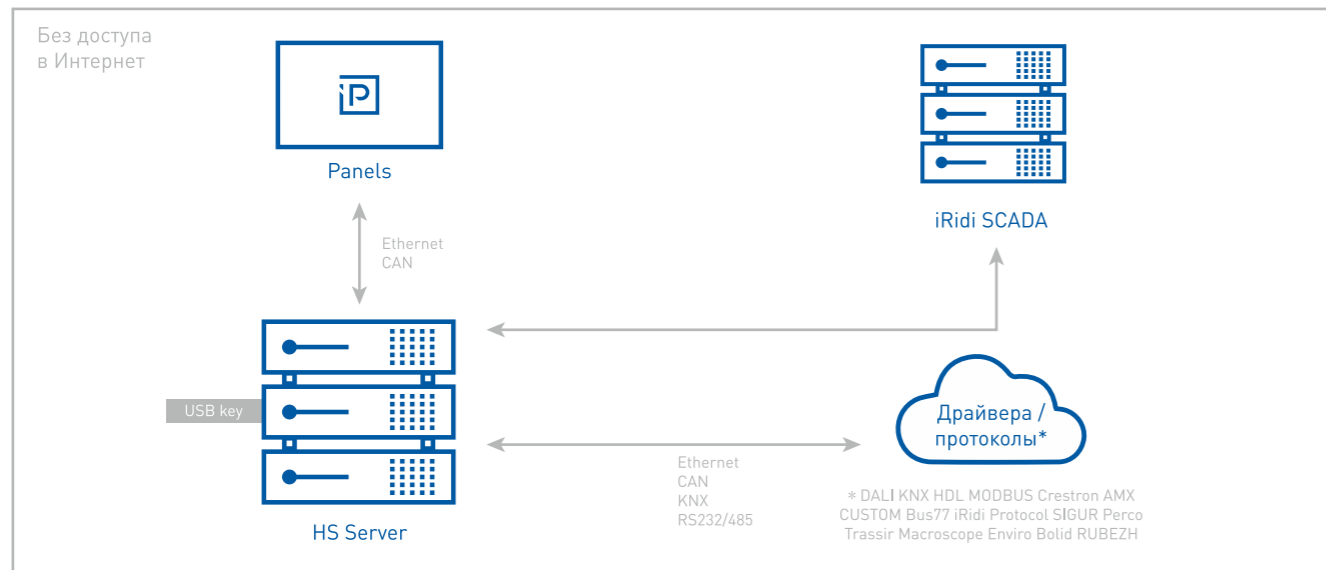 Без доступа
в Интернет
iP
Panels
iRidi SCADA
Ethernet
CAN
USB key
HS Server
Ethernet
CAN
KNX
RS232/485
Драйвера /
протоколы*
* DALI KNX HDL MODBUS Crestron AMX
CUSTOM Bus77 iRidi Protocol SIGUR Perco
Trassir Macroscope Enviro Bolid RUBEZH